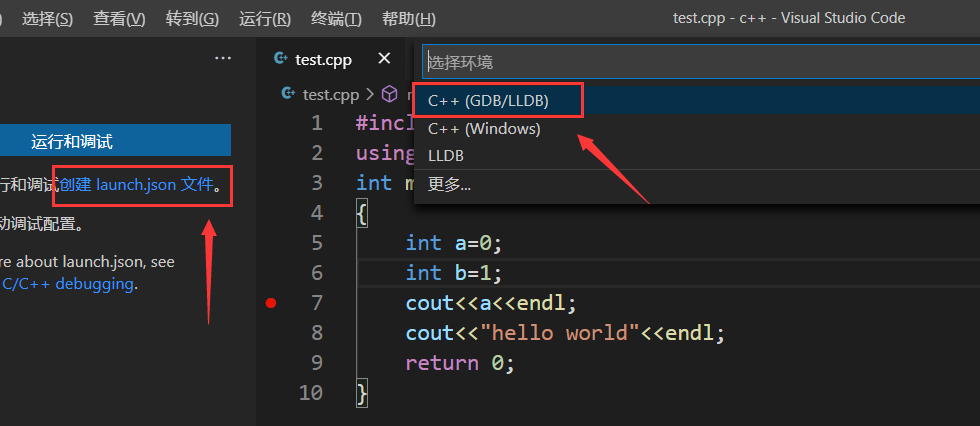 选择(S) 查看(V) 转到(G) 运行(R) 终端(T) 帮助(H) test.cpp - c++ - Visual Studio Code
test.cpp
选择环境
test.cpp
C++ (GDB/LLDB)
C++ (Windows)
LLDB
更多...
运行和调试
行和调试创建 launch.json 文件。
动调试配置。
re about launch.json, see
C/C++ debugging.
1 #incl
2 using
3 int m
4 {
5 int a=0;
6 int b=1;
7 cout<<a<<endl;
8 cout<<"hello world"<<endl;
9 return 0;
10 }